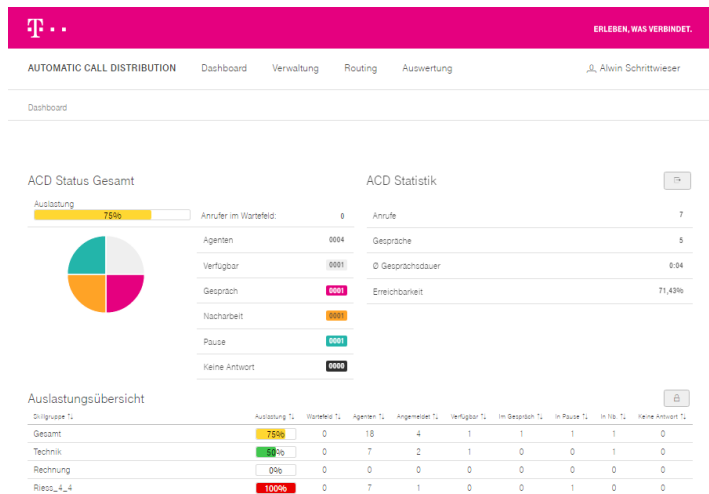 T
ERLEBEN, WAS VERBINDET.
AUTOMATIC CALL DISTRIBUTION Dashboard Verwaltung Routing Auswertung Alwin Schrittwieser
Dashboard
ACD Status Gesamt
Auslastung
75%
Anrufer im Wartefeld: 0
Agenten 0004
Verfügbar 0001
Gespräch 0001
Nacharbeit 0001
Pause 0001
Keine Antwort 0000
ACD Statistik
Anrufe 7
Gespräche 5
Ø Gesprächsdauer 0:04
Erreichbarkeit 71,43%
Auslastungsübersicht
Skillgruppe ↑↓ Auslastung ↑↓ Wartefeld ↑↓ Agenten ↑↓ Angemeldet ↑↓ Verfügbar ↑↓ Im Gespräch ↑↓ In Pause ↑↓ In Nb. ↑↓ Keine Antwort ↑↓
Gesamt 75% 0 18 4 1 1 1 1 0
Technik 50% 0 7 2 1 0 0 1 0
Rechnung 0% 0 0 0 0 0 0 0 0
Riess_4_4 100% 0 7 1 0 0 1 0 0